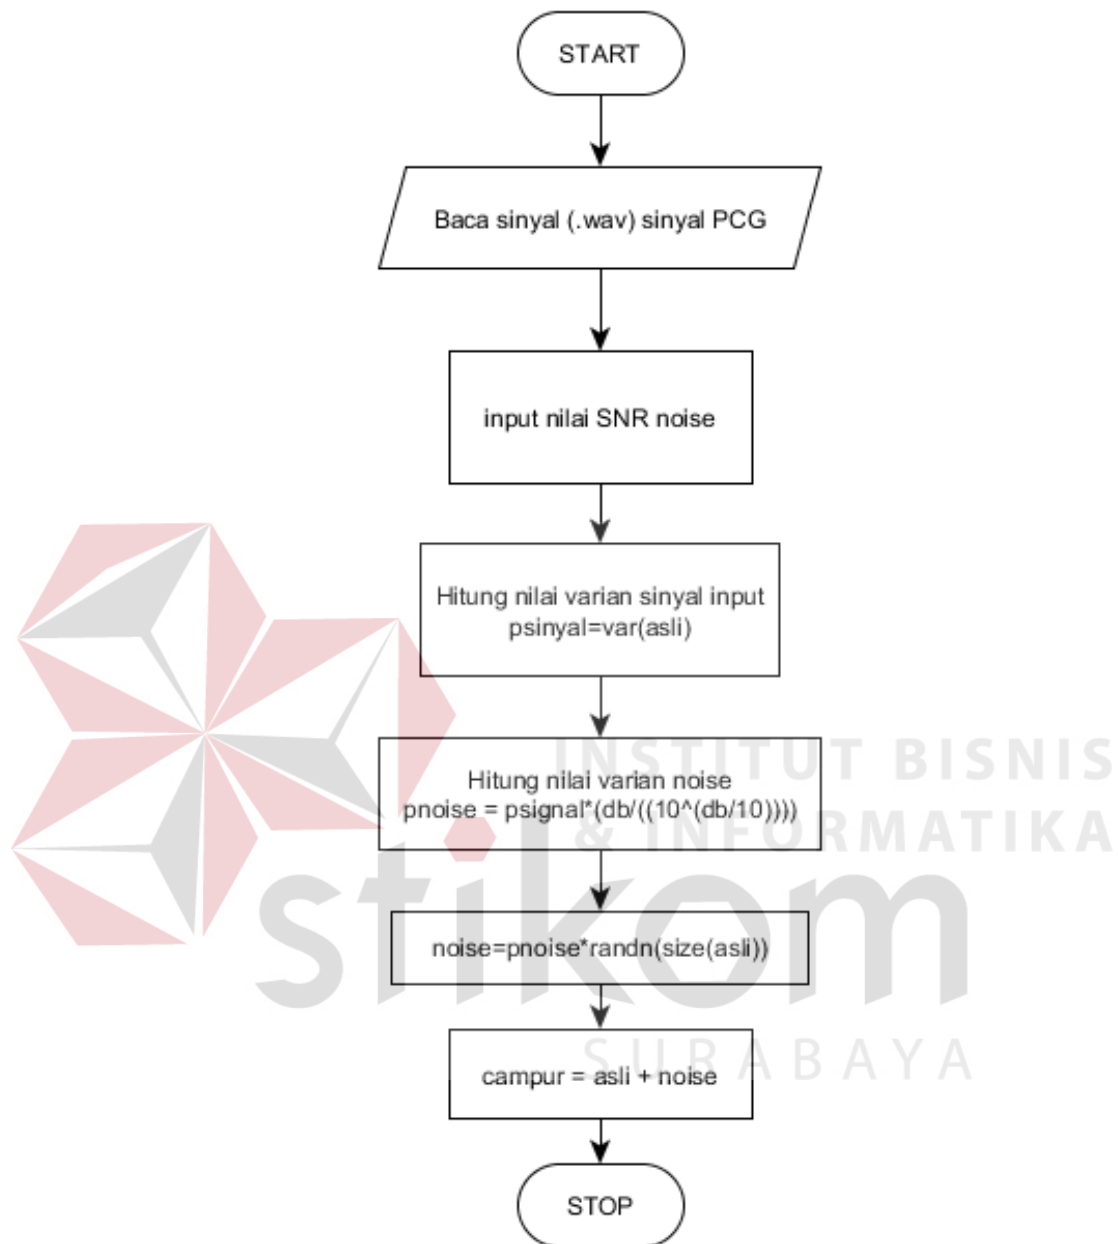 START
Baca sinyal (.wav) sinyal PCG
input nilai SNR noise
Hitung nilai varian sinyal input
psinyal=var(asli)
INSTITUT BISNIS
Hitung nilai varian noise
pnoise = psignal*(db/((10^(db/10))))
& INFORMATIKA
stikom
noise=pnoise*randn(size(asli))
SURABAYA
campur = asli + noise
STOP